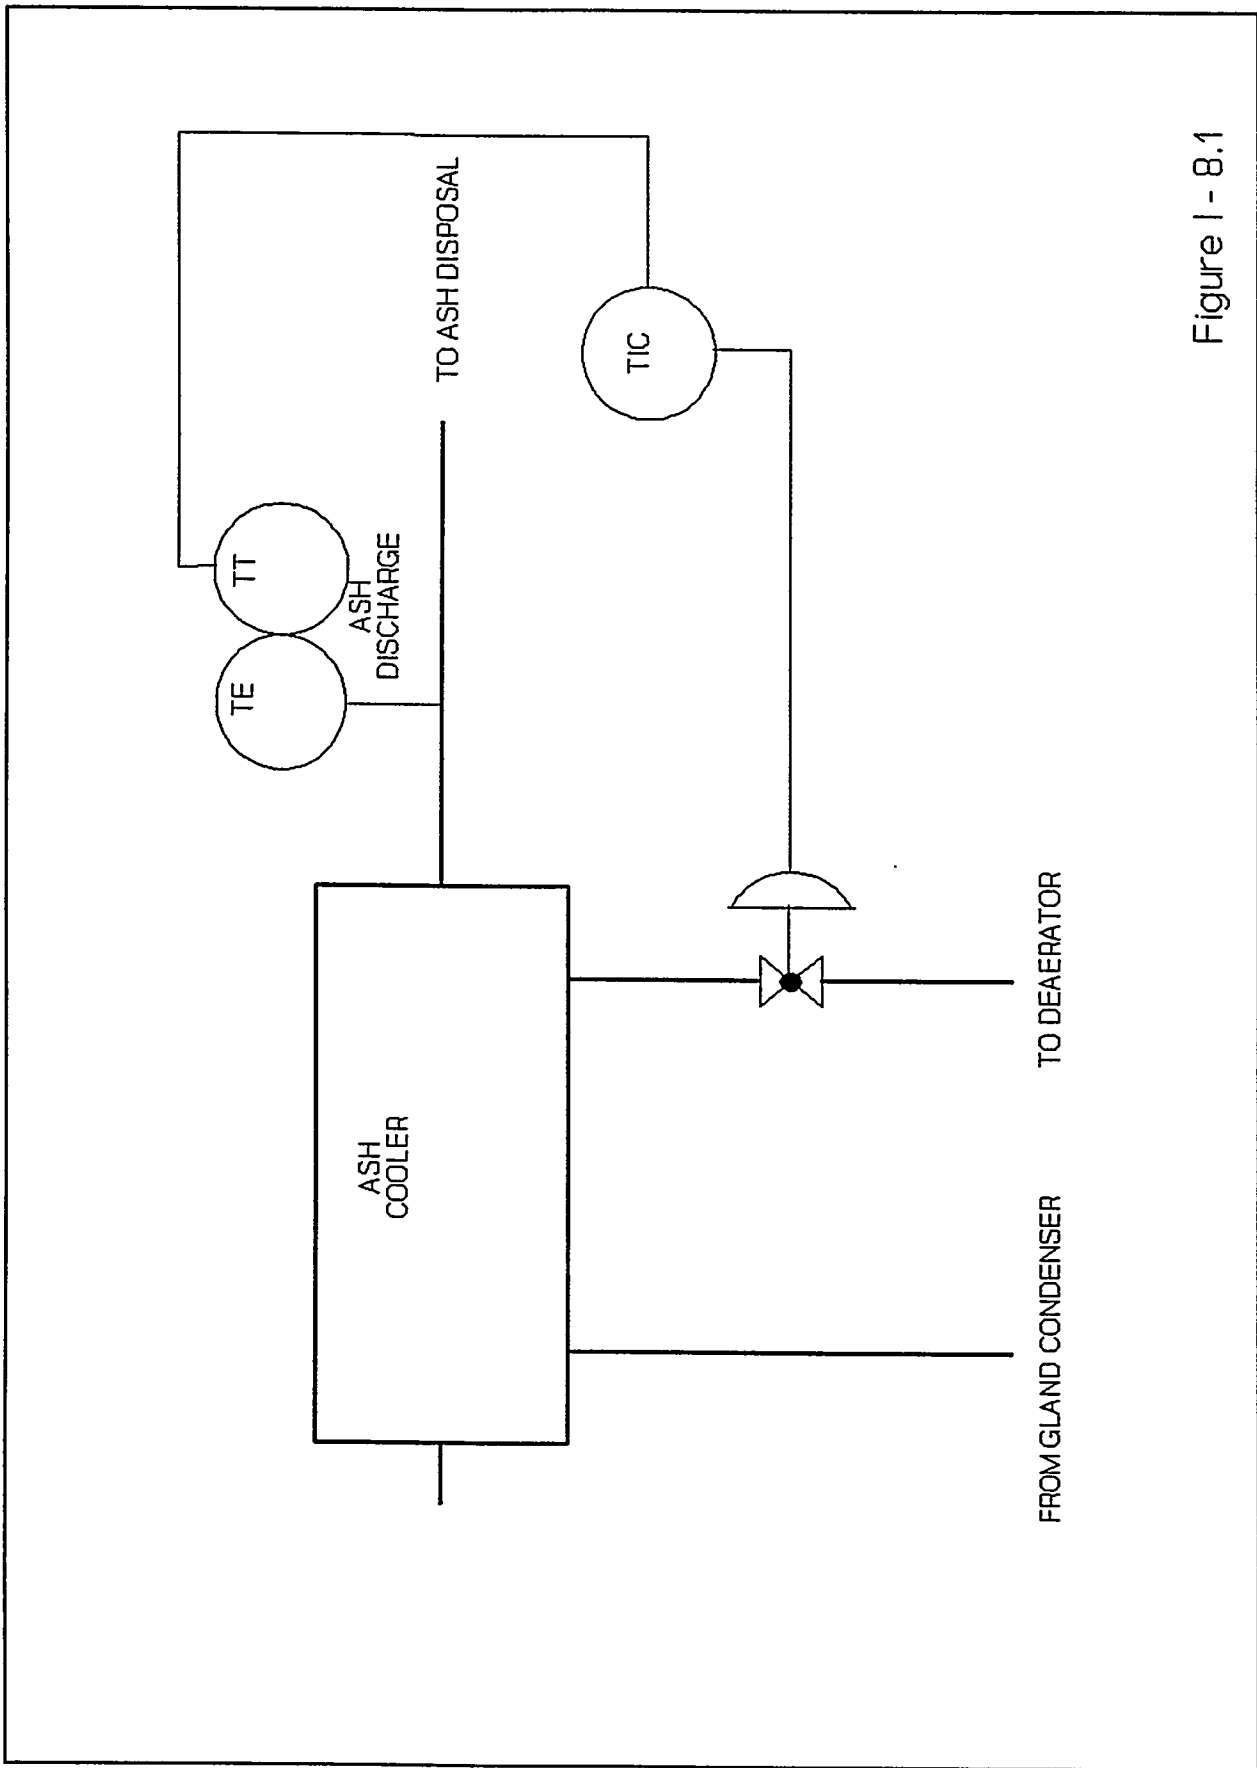 TE
TT
ASH
DISCHARGE
TO ASH DISPOSAL
ASH
COOLER
TIC
FROM GLAND CONDENSER
TO DEAERATOR
Figure I - 8.1